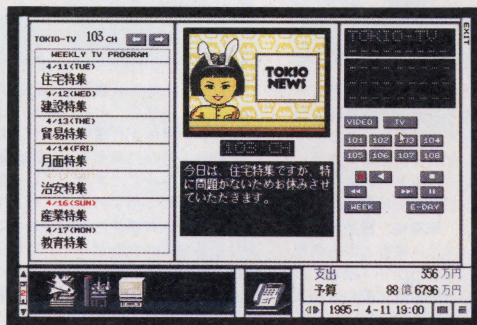 TOKIO-TV 103 CH
WEEKLY TV PROGRAM
4/11(TUE)
住宅特集
4/12(WED)
建設特集
4/13(THE)
貿易特集
4/14(FRI)
月面特集
治安特集
4/16(SUN)
産業特集
4/17(MON)
教育特集
TOKIO
NEWS
103 CH
今日は、住宅特集ですが、特
に問題がないためお休みさせ
ていただきます。
TOKIO TV
EXIT
VIDEO TV
101 102 103 104
105 106 107 108
WEEK E-DAY
支出 356 万円
予算 88 億 6796 万円
1995- 4-11 19:00